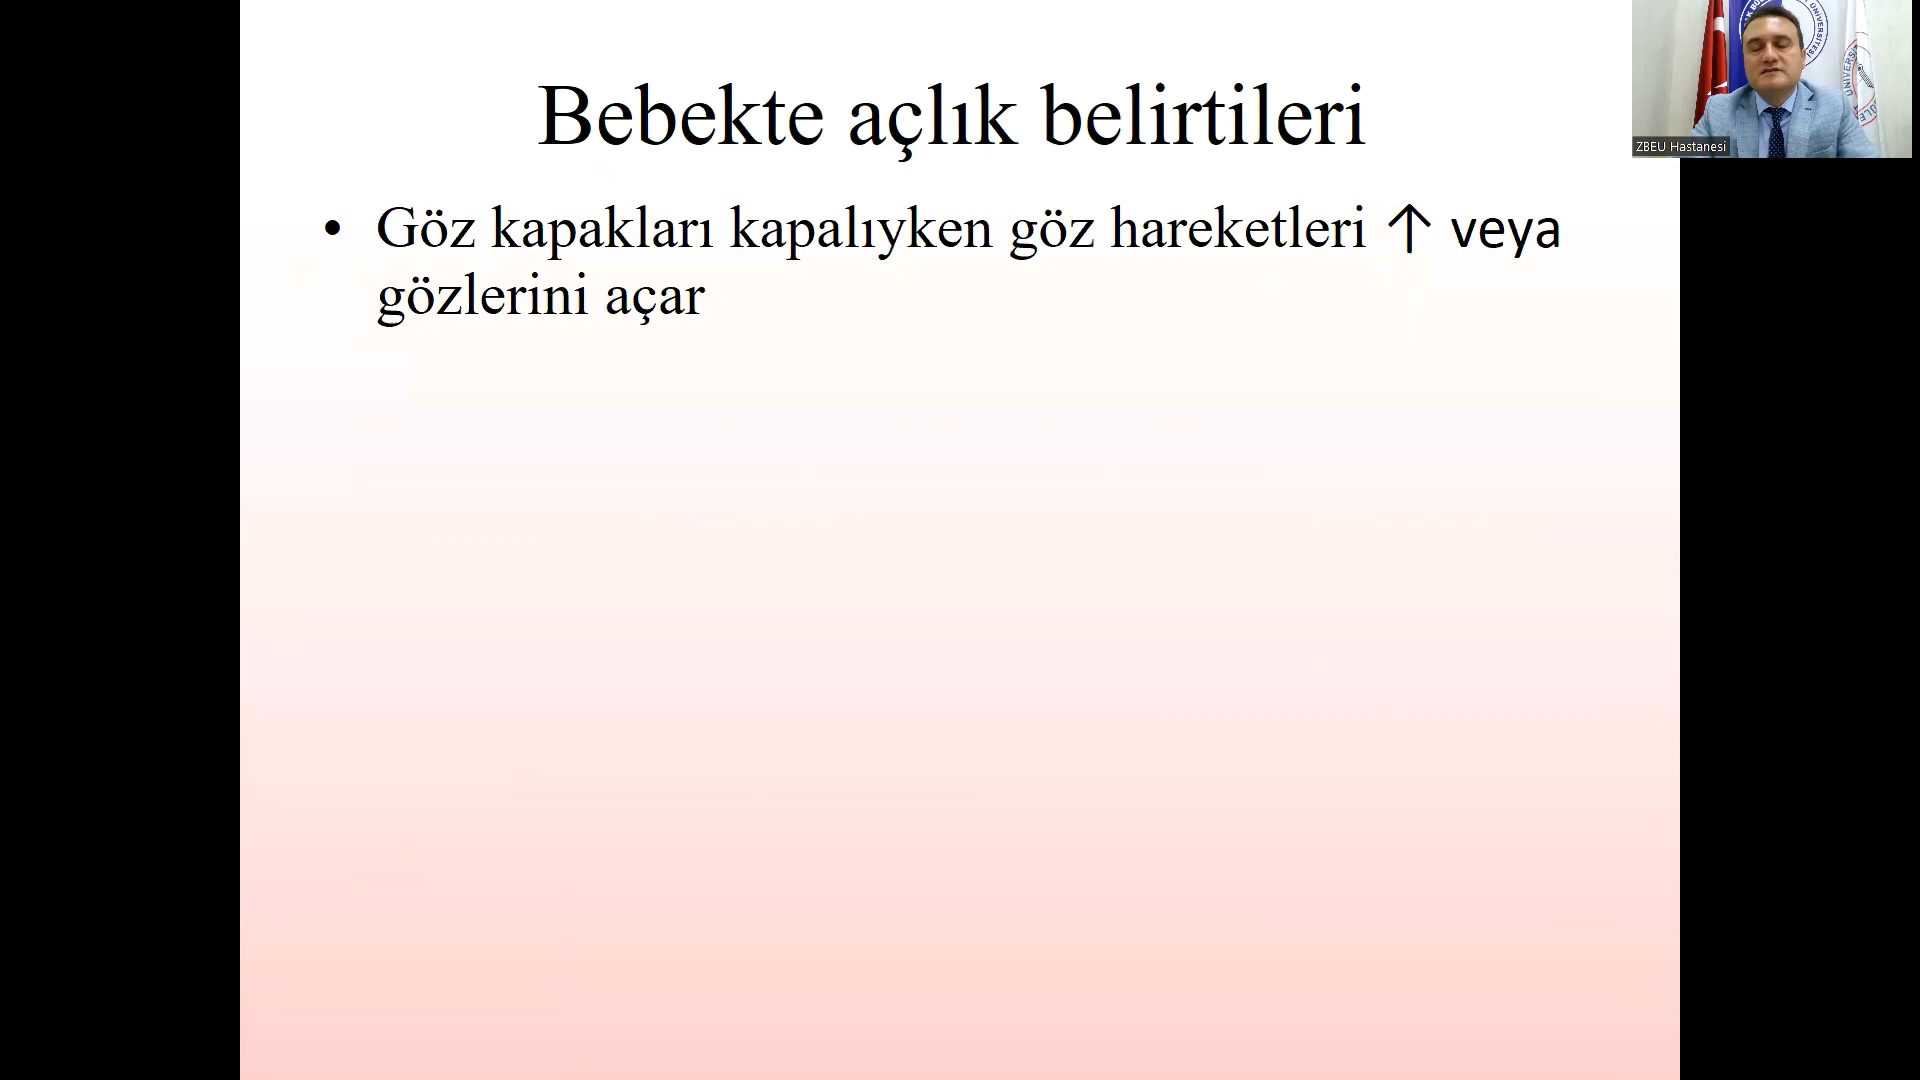 Bebekte açlık belirtileri
• Göz kapakları kapalıyken göz hareketleri ↑ veya
gözlerini açar
ZBEU Hastanesi